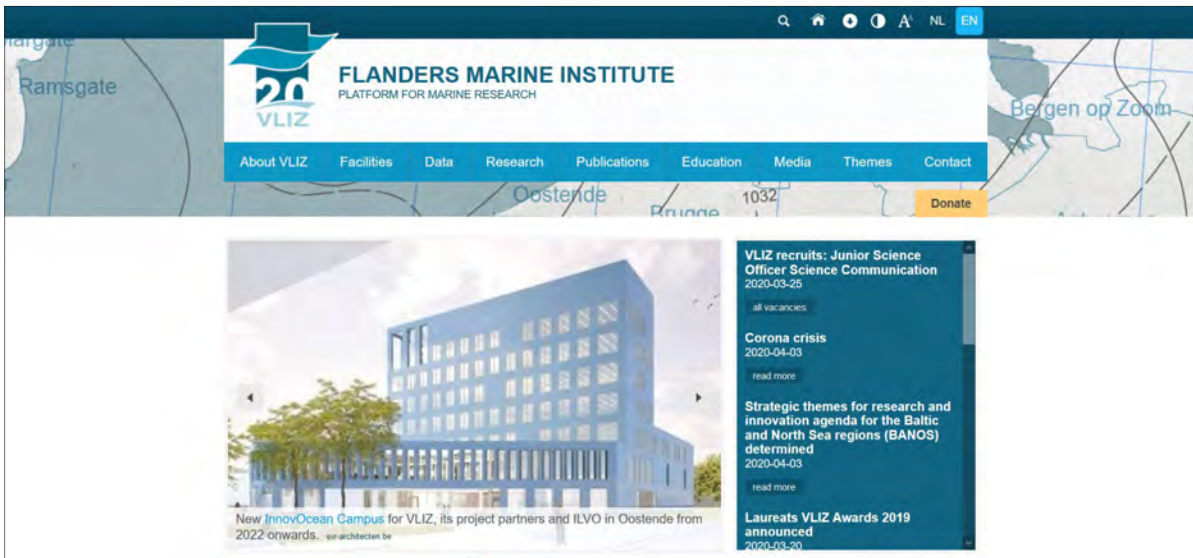 NL EN
Margate
Ramsgate
20
VLIZ
FLANDERS MARINE INSTITUTE
PLATFORM FOR MARINE RESEARCH
Bergen op Zoom
About VLIZ Facilities Data Research Publications Education Media Themes Contact
Oostende
Brugge
1032
Donate
New InnovOcean Campus for VLIZ, its project partners and ILVO in Oostende from
2022 onwards.
VLIZ recruits: Junior Science
Officer Science Communication
2020-03-25
all vacancies
Corona crisis
2020-04-03
read more
Strategic themes for research and
innovation agenda for the Baltic
and North Sea regions (BANOS)
determined
2020-04-03
read more
Laureats VLIZ Awards 2019
announced
2020-03-20